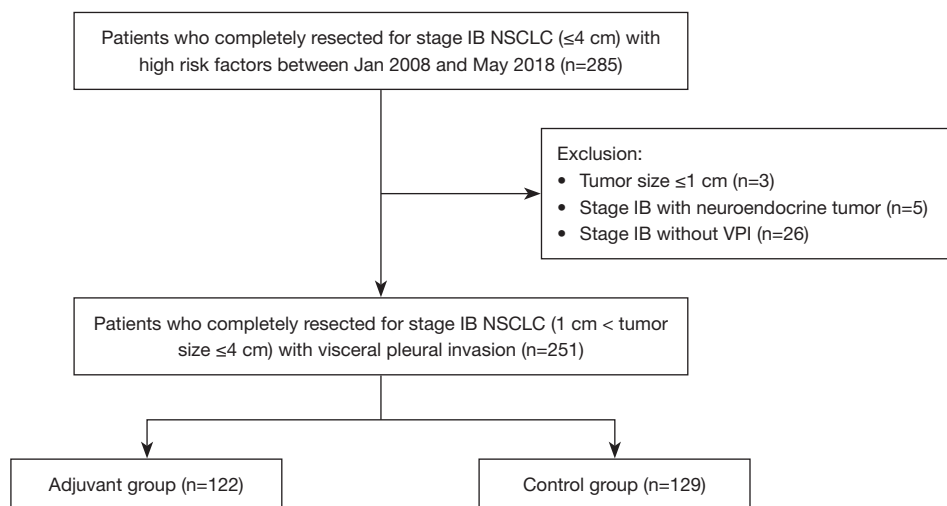 Patients who completely resected for stage IB NSCLC (≤4 cm) with
high risk factors between Jan 2008 and May 2018 (n=285)
Exclusion:
• Tumor size ≤1 cm (n=3)
• Stage IB with neuroendocrine tumor (n=5)
• Stage IB without VPI (n=26)
Patients who completely resected for stage IB NSCLC (1 cm < tumor
size ≤4 cm) with visceral pleural invasion (n=251)
Adjuvant group (n=122)
Control group (n=129)